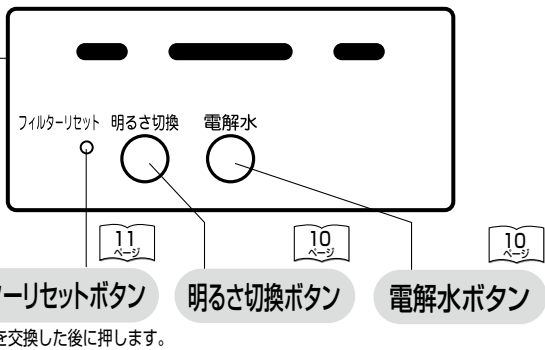 フィルターリセット 明るさ切換 電解水
11 10 10
ページ ページ ページ
ーリセットボタン 明るさ切換ボタン 電解水ボタン
を交換した後に押します。